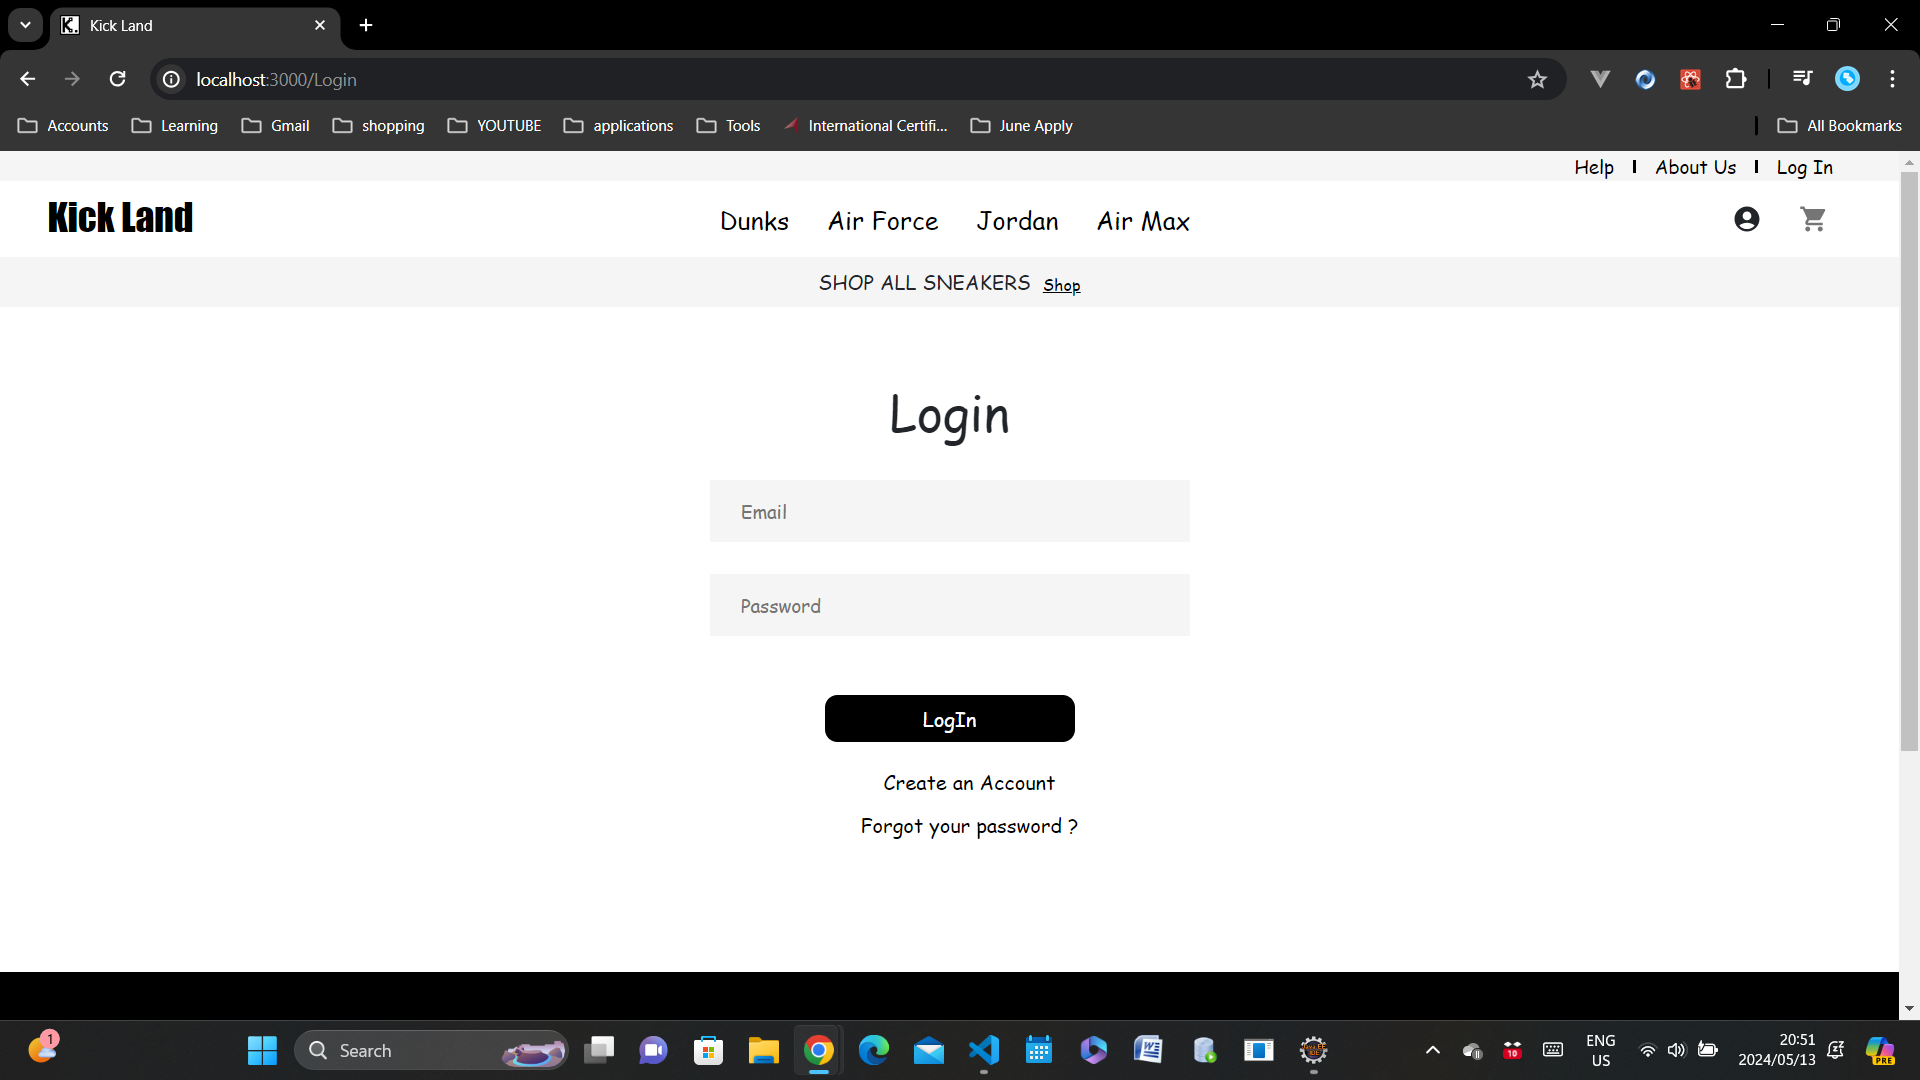 Kick Land
localhost:3000/Login
Accounts Learning Gmail shopping YOUTUBE applications Tools International Certifi... June Apply All Bookmarks
Help About Us Log In
Kick Land Dunks Air Force Jordan Air Max
SHOP ALL SNEAKERS Shop
Login
Email
Password
LogIn
Create an Account
Forgot your password ?
1
Search
10
ENG
US
20:51
2024/05/13
PRE